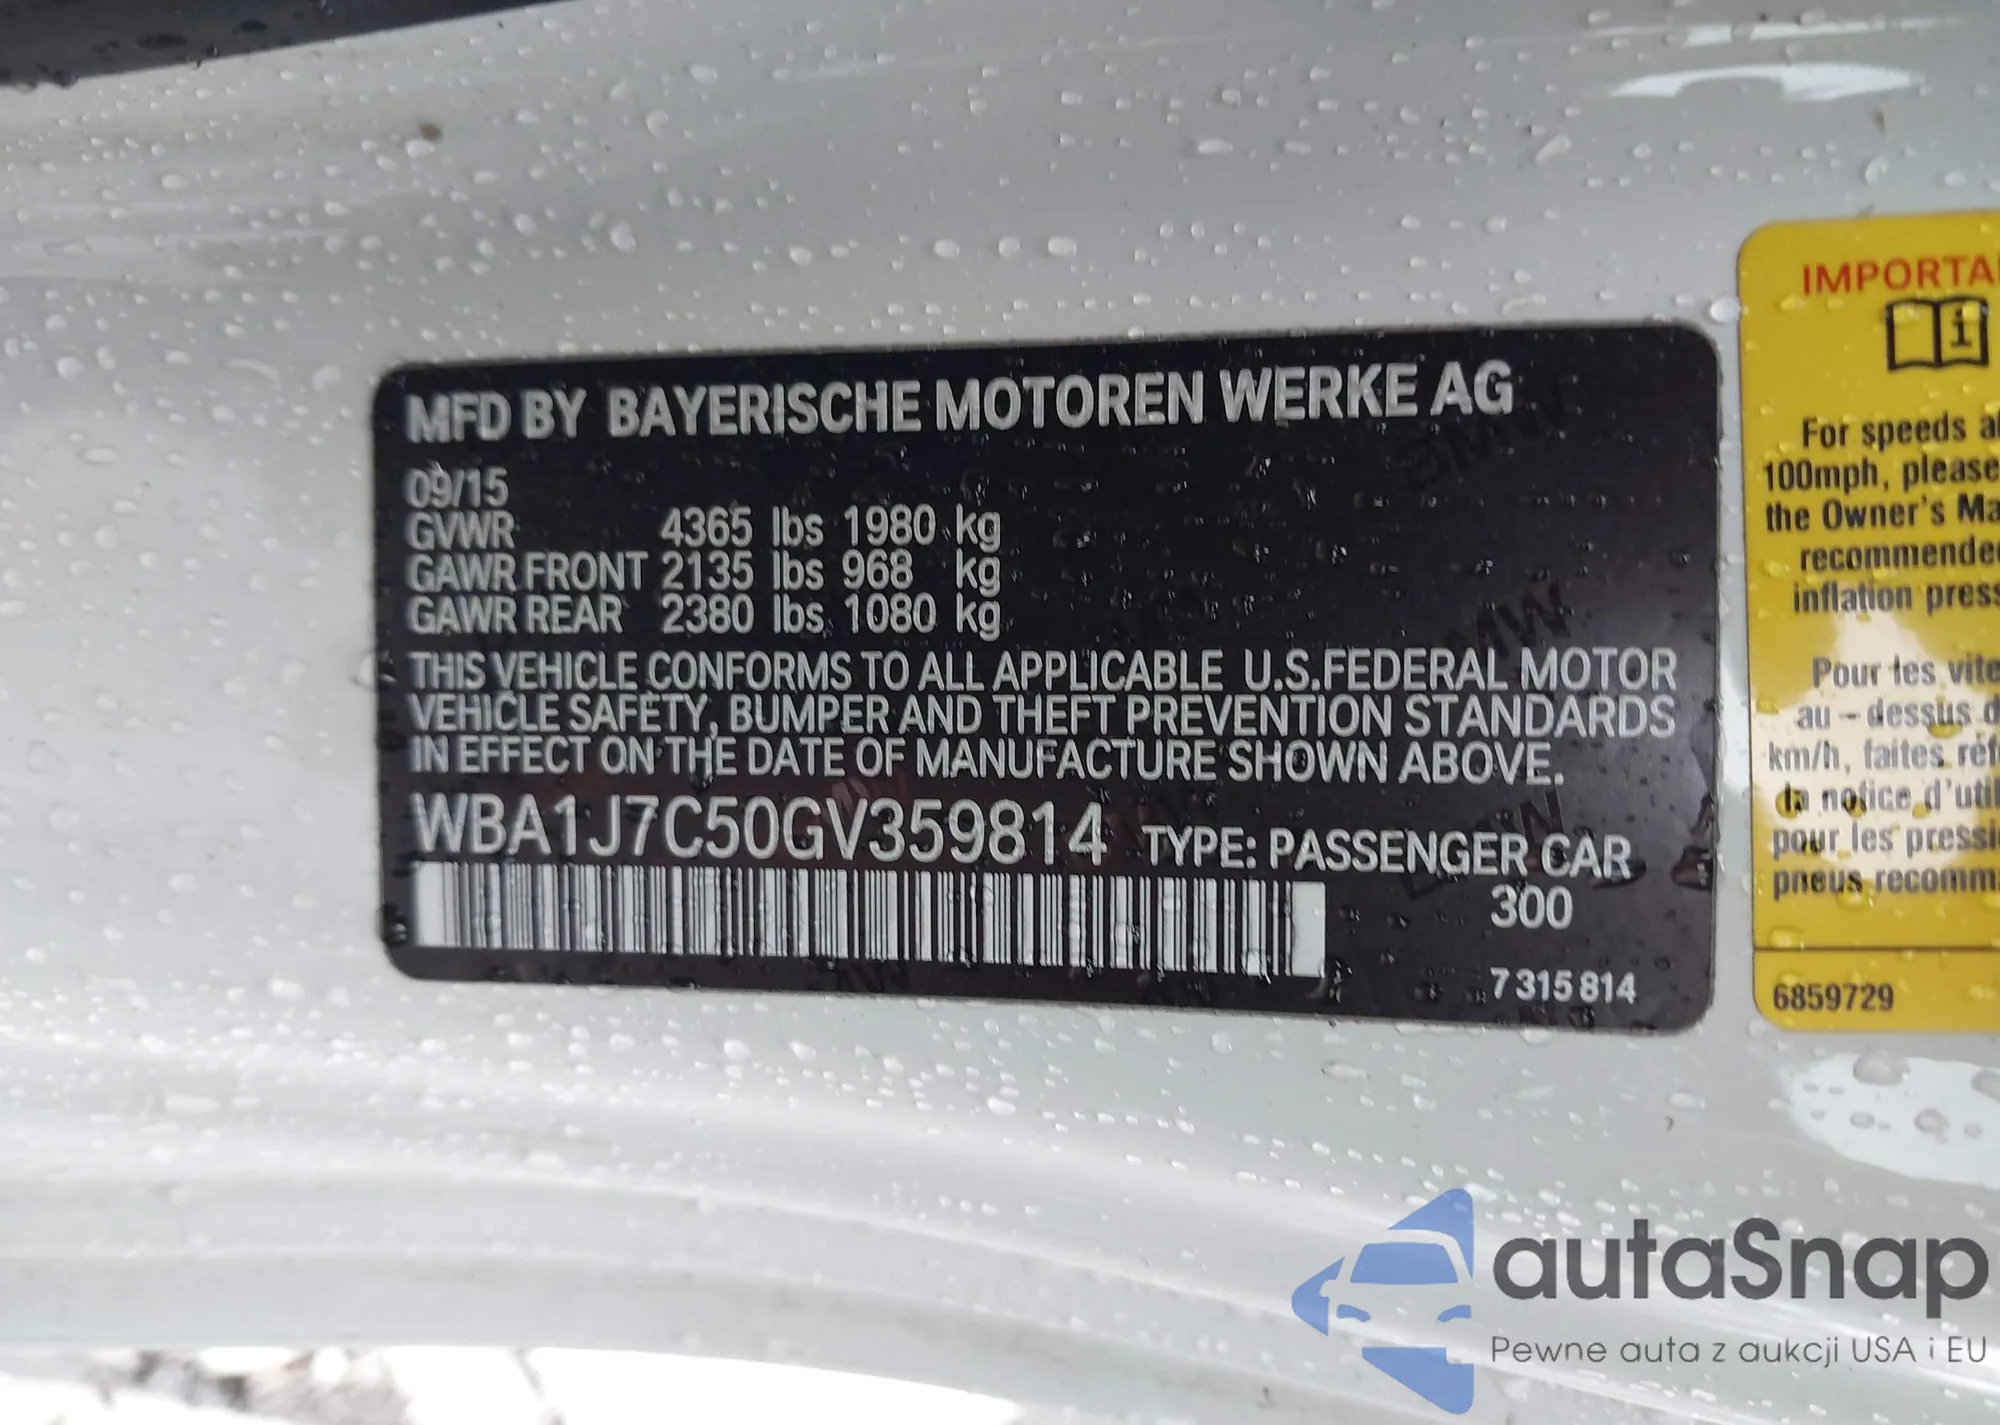 MFD BY BAYERISCHE MOTOREN WERKE AG
09/15
GVWR 4365 lbs 1980 kg
GAWR FRONT 2135 lbs 968 kg
GAWR REAR 2380 lbs 1080 kg
THIS VEHICLE CONFORMS TO ALL APPLICABLE U.S.FEDERAL MOTOR
VEHICLE SAFETY, BUMPER AND THEFT PREVENTION STANDARDS
IN EFFECT ON THE DATE OF MANUFACTURE SHOWN ABOVE.
WBA1J7C50GV359814 TYPE: PASSENGER CAR
300
7 315 814
IMPORTA
For speeds a
100mph, please
the Owner's Ma
recommende
inflation press
Pour les vite
au - dessus d
km/h, faites réf
la notice d'util
pour les pressi
pneus recomm
6859729
autaSnap
Pewne auta z aukcji USA i EU